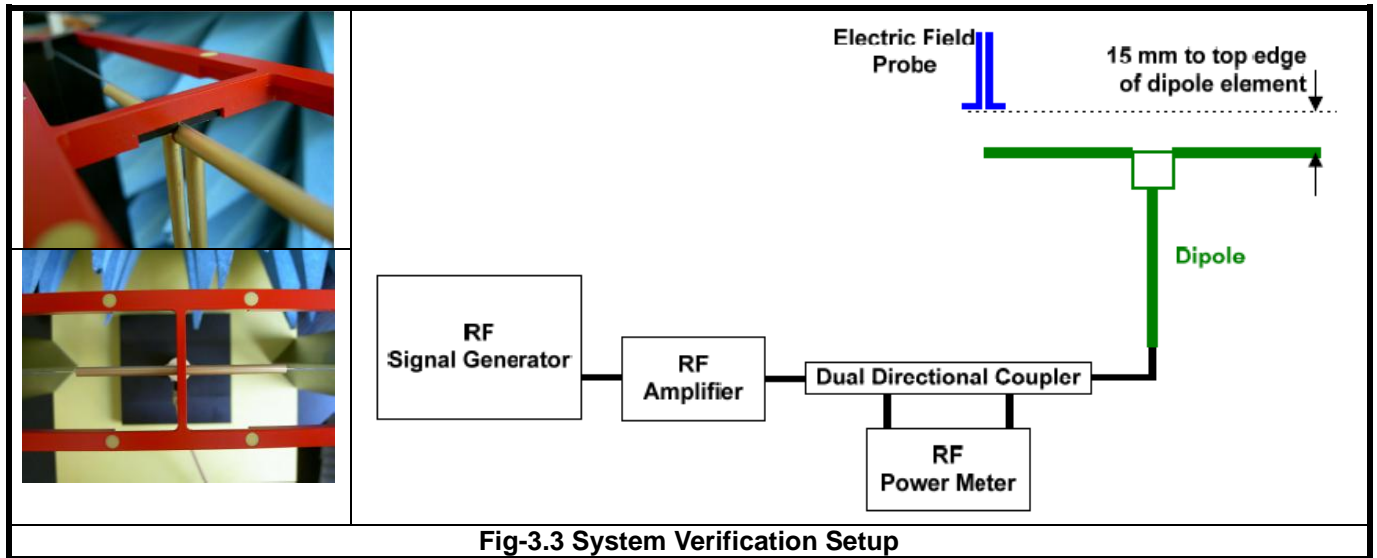 Electric Field
Probe
15 mm to top edge
of dipole element
Dipole
RF
Signal Generator
RF
Amplifier
Dual Directional Coupler
RF
Power Meter
Fig-3.3 System Verification Setup